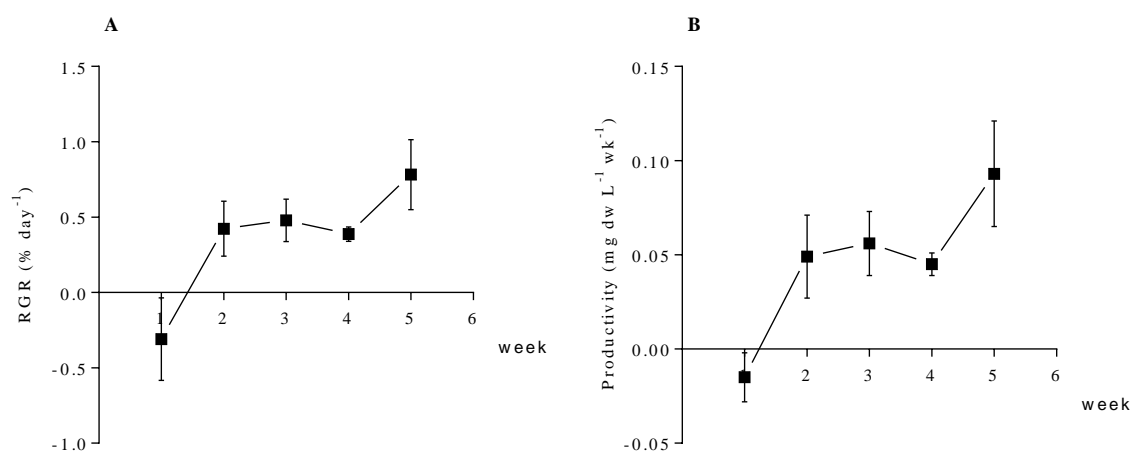 A
1.5
1.0
0.5
0.0
-0.5
-1.0
RGR (% day⁻¹)
1 2 3 4 5 6
week
B
0.15
0.10
0.05
0.00
-0.05
Productivity (mg dw L⁻¹ wk⁻¹)
2 3 4 5 6
week